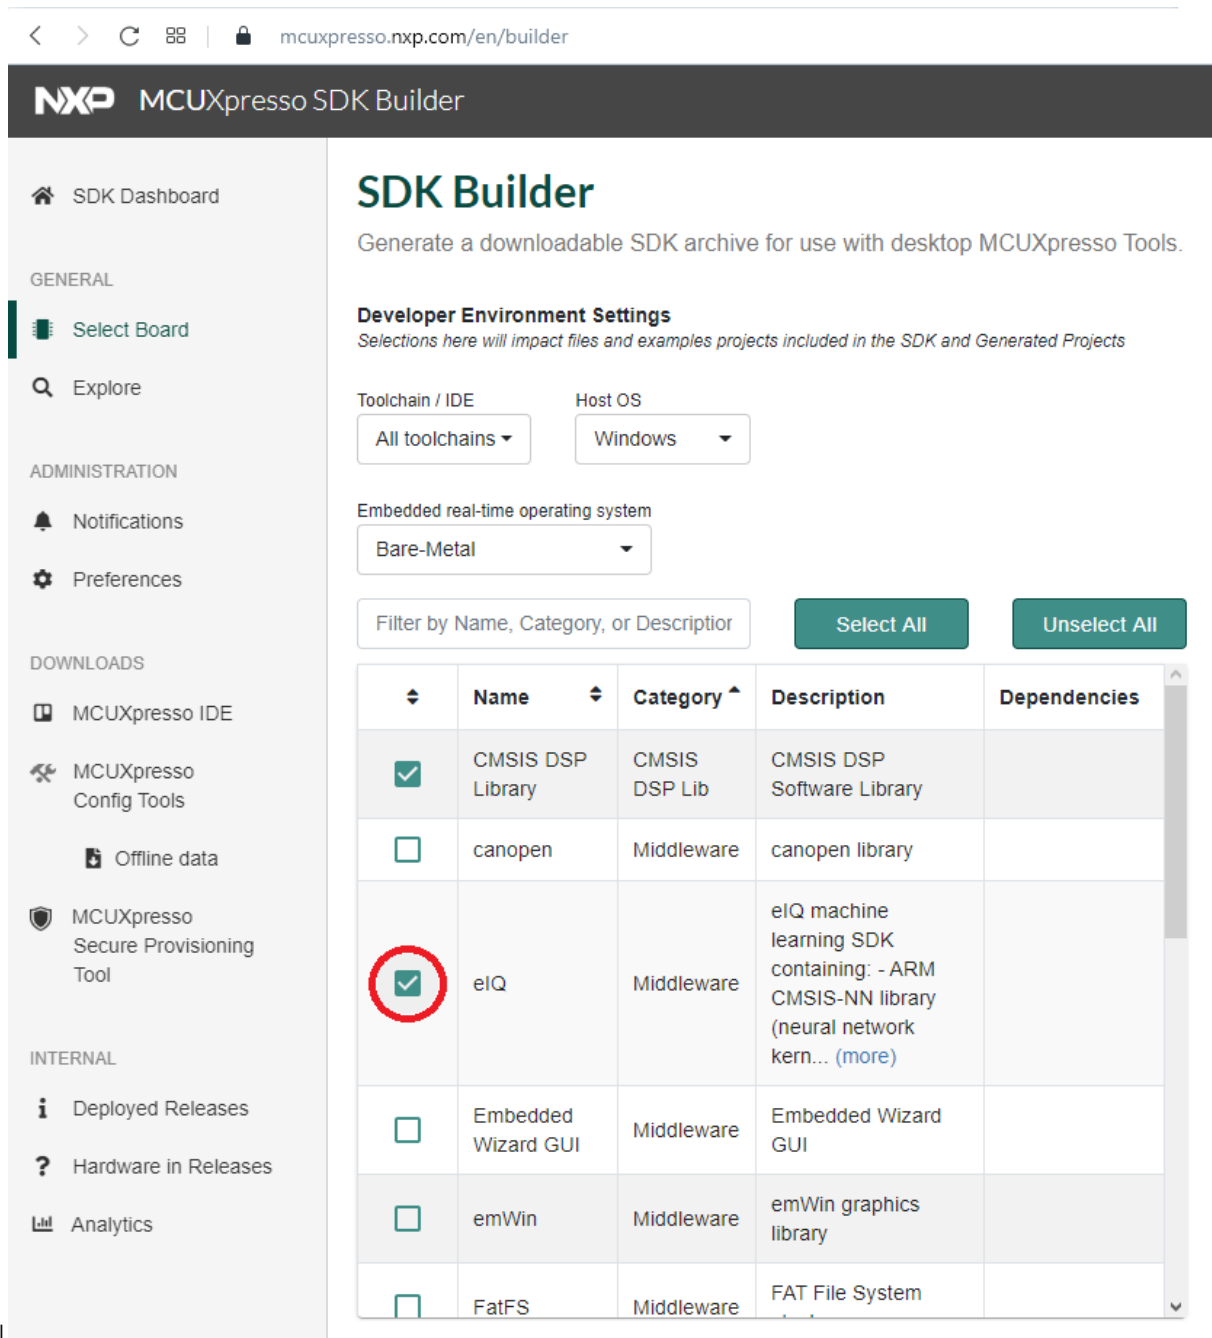 mcuxpresso.nxp.com/en/builder
NXP MCUXpresso SDK Builder
SDK Dashboard
GENERAL
Select Board
Explore
ADMINISTRATION
Notifications
Preferences
DOWNLOADS
MCUXpresso IDE
MCUXpresso
Config Tools
Offline data
MCUXpresso
Secure Provisioning
Tool
INTERNAL
Deployed Releases
Hardware in Releases
Analytics
SDK Builder
Generate a downloadable SDK archive for use with desktop MCUXpresso Tools.
Developer Environment Settings
Selections here will impact files and examples projects included in the SDK and Generated Projects
Toolchain / IDE Host OS
All toolchains Windows
Embedded real-time operating system
Bare-Metal
Filter by Name, Category, or Description Select All Unselect All
Name Category Description Dependencies
CMSIS DSP
Library
CMSIS
DSP Lib
CMSIS DSP
Software Library
canopen Middleware canopen library
eIQ Middleware
eIQ machine
learning SDK
containing: - ARM
CMSIS-NN library
(neural network
kern... (more)
Embedded
Wizard GUI
Middleware
Embedded Wizard
GUI
emWin Middleware
emWin graphics
library
FatFS Middleware
FAT File System